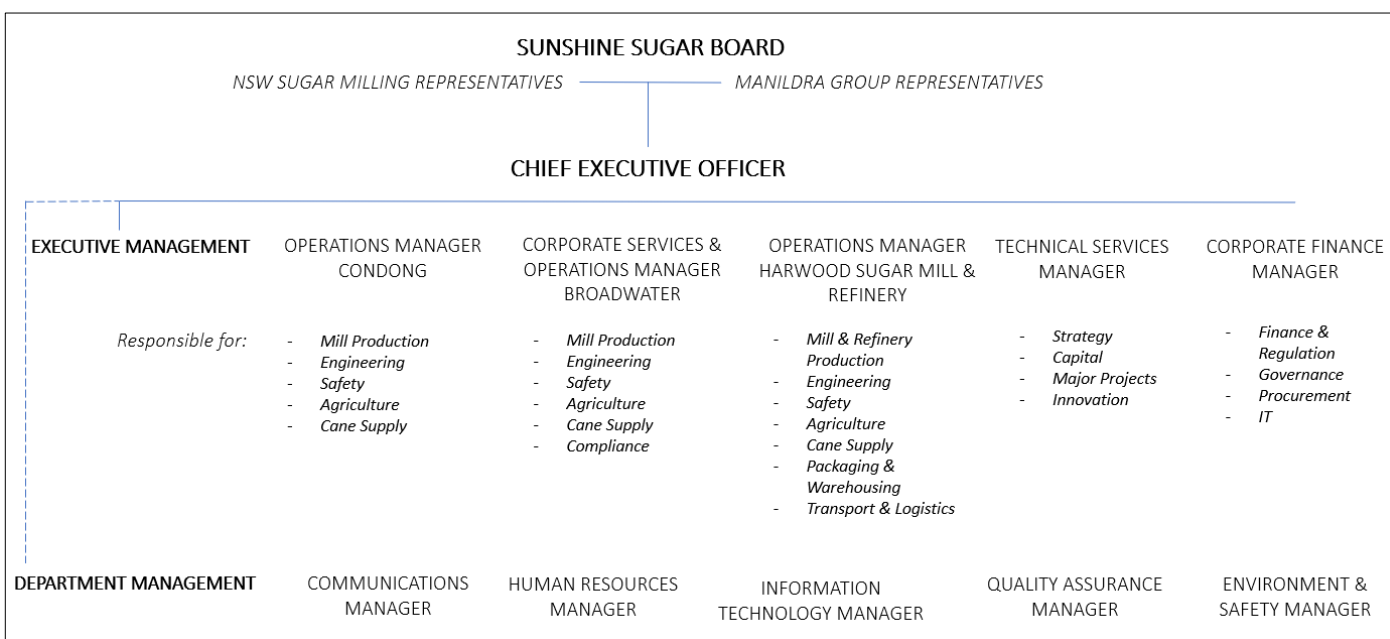 SUNSHINE SUGAR BOARD
NSW SUGAR MILLING REPRESENTATIVES
MANILDRA GROUP REPRESENTATIVES
CHIEF EXECUTIVE OFFICER
EXECUTIVE MANAGEMENT
OPERATIONS MANAGER
CONDONG
CORPORATE SERVICES &
OPERATIONS MANAGER
BROADWATER
OPERATIONS MANAGER
HARWOOD SUGAR MILL &
REFINERY
TECHNICAL SERVICES
MANAGER
CORPORATE FINANCE
MANAGER
Responsible for:
- Mill Production
- Engineering
- Safety
- Agriculture
- Cane Supply
- Mill Production
- Engineering
- Safety
- Agriculture
- Cane Supply
- Compliance
- Mill & Refinery
Production
- Engineering
- Safety
- Agriculture
- Cane Supply
- Packaging &
Warehousing
- Transport & Logistics
- Strategy
- Capital
- Major Projects
- Innovation
- Finance &
Regulation
- Governance
- Procurement
- IT
DEPARTMENT MANAGEMENT
COMMUNICATIONS
MANAGER
HUMAN RESOURCES
MANAGER
INFORMATION
TECHNOLOGY MANAGER
QUALITY ASSURANCE
MANAGER
ENVIRONMENT &
SAFETY MANAGER